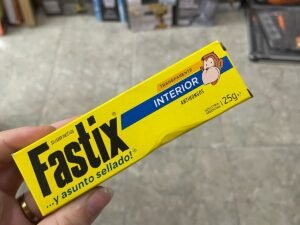 Fastix®
...y asunto sellado!®
TRANSPARENTE
INTERIOR
ANTIHONGOS
25g